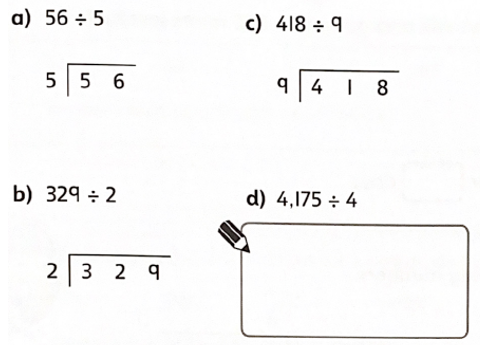 a) 56 ÷ 5
5 5 6
b) 329 ÷ 2
2 3 2 9
c) 418 ÷ 9
9 4 1 8
d) 4,175 ÷ 4